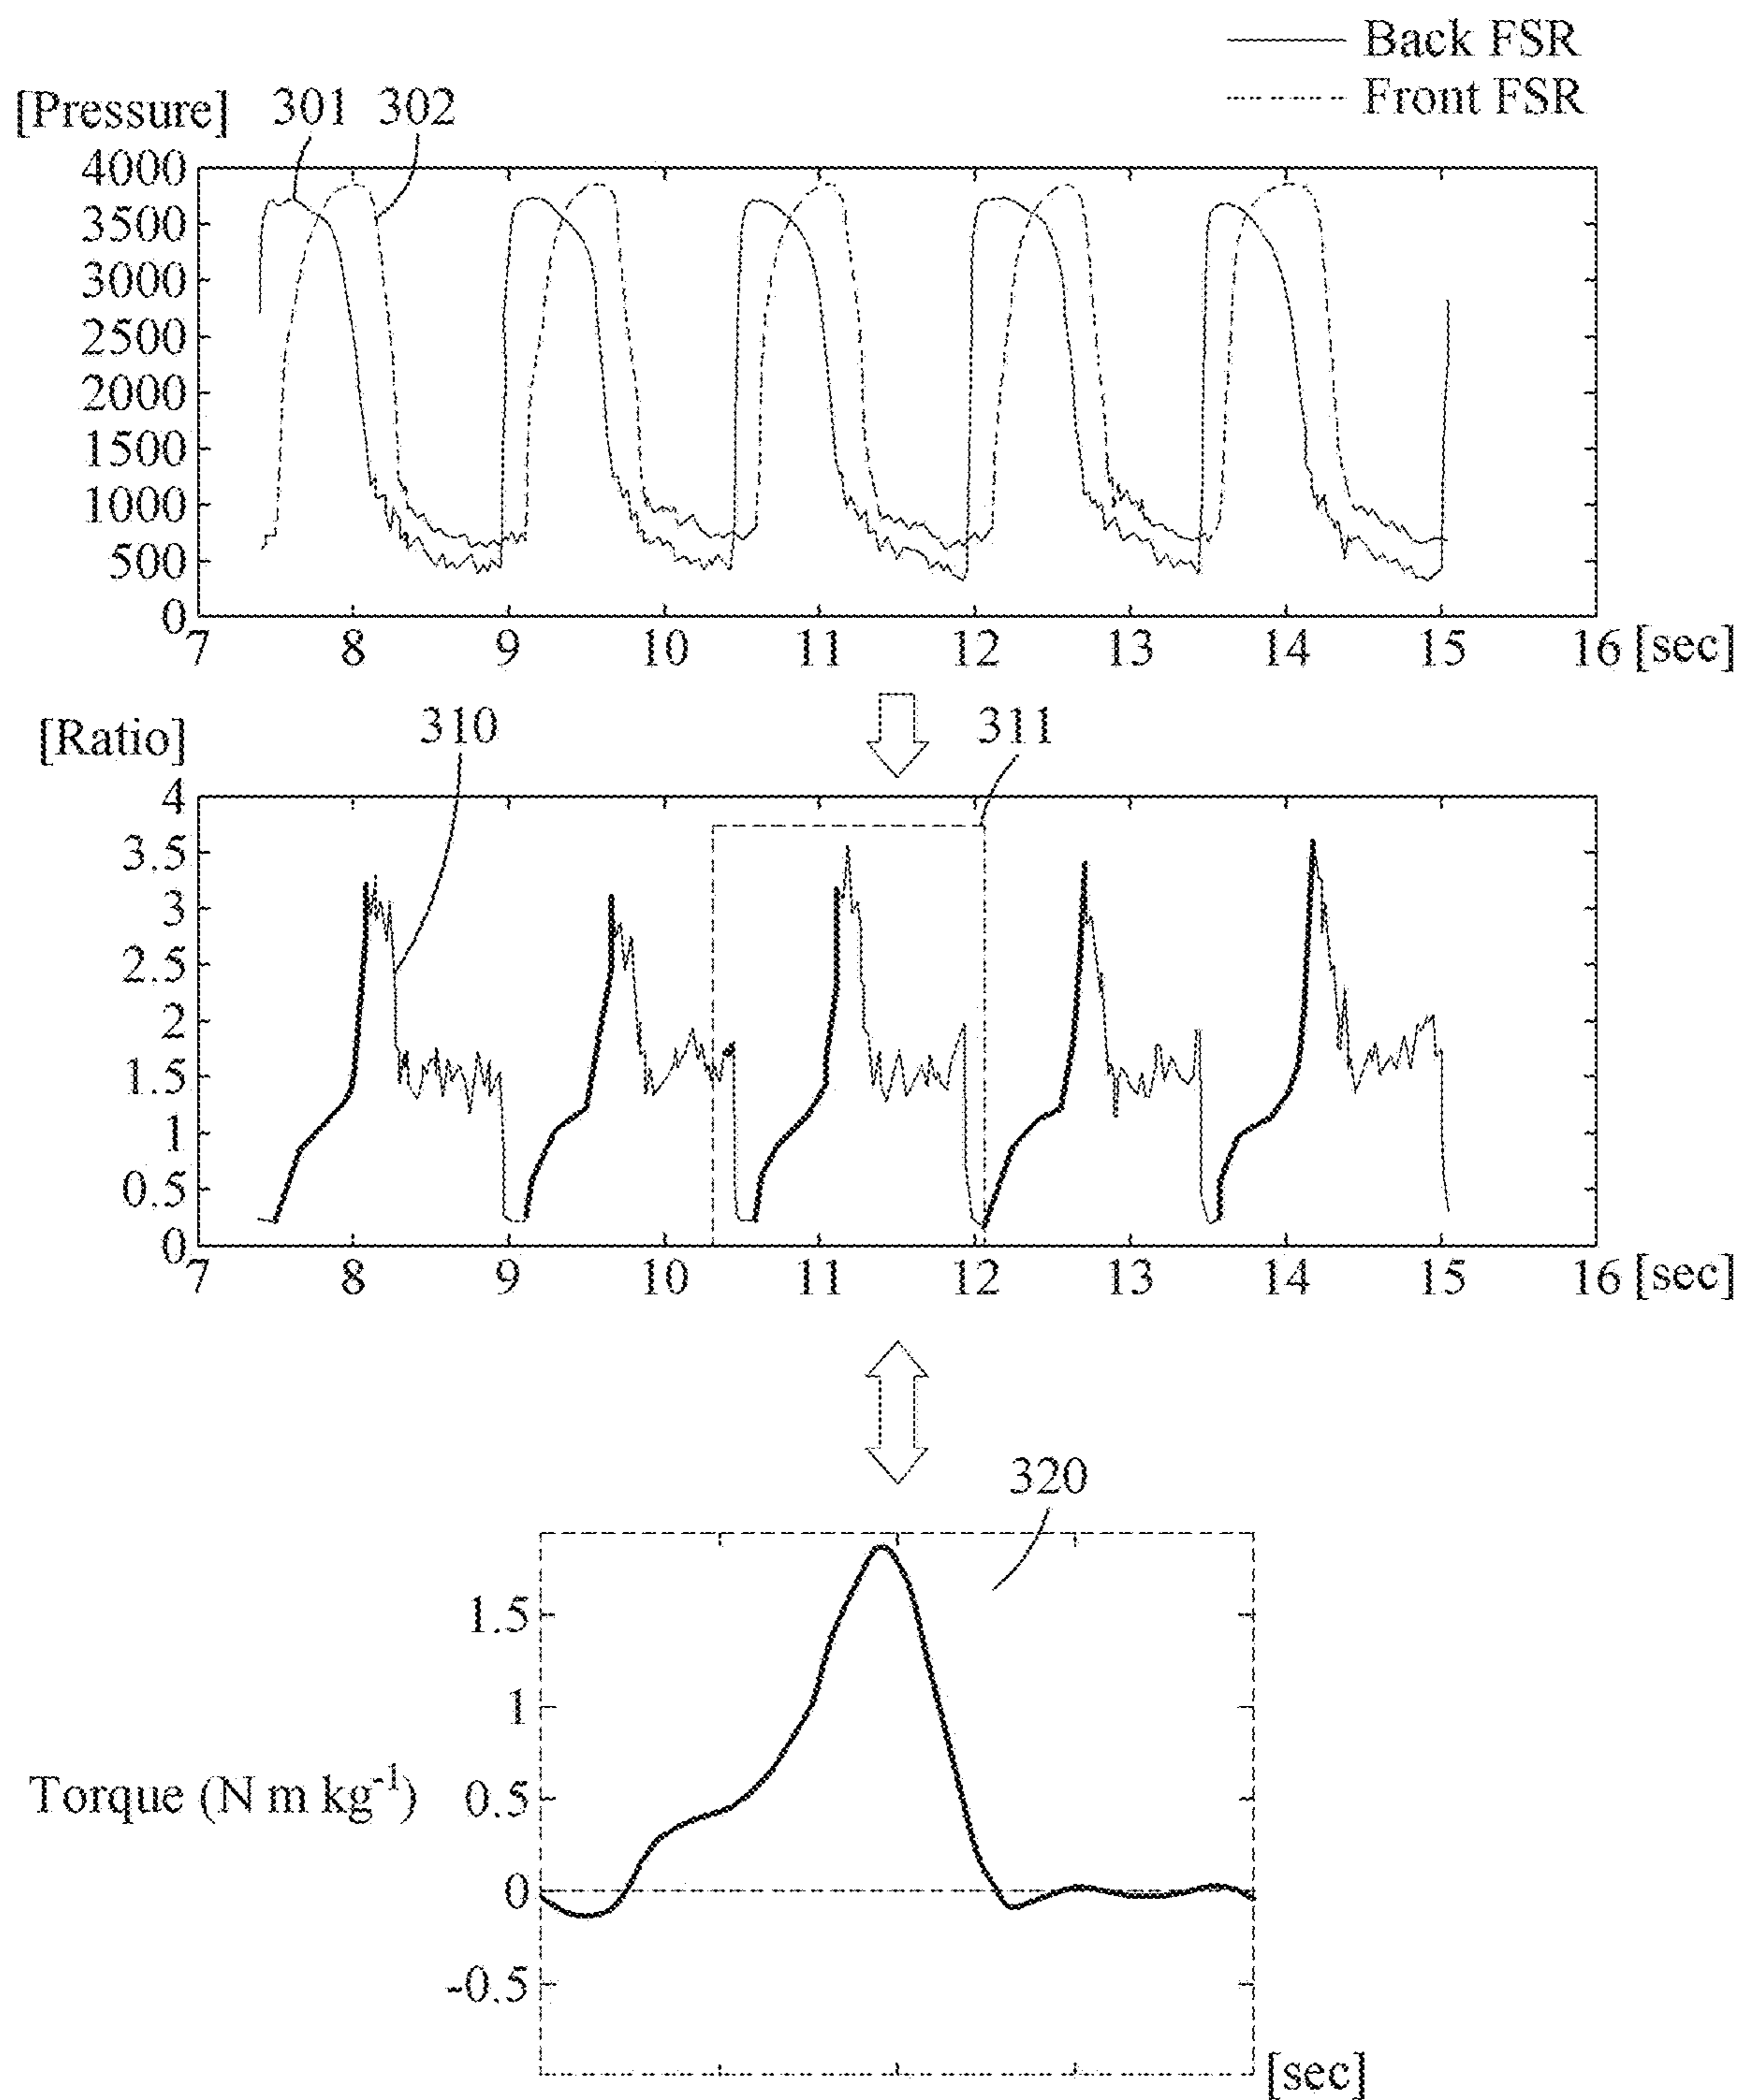 Back FSR
Front FSR
[Pressure] 301 302
4000
3500
3000
2500
2000
1500
1000
500
0
7 8 9 10 11 12 13 14 15 16 [sec]
[Ratio] 310 311
4
3.5
3
2.5
2
1.5
1
0.5
0
7 8 9 10 11 12 13 14 15 16 [sec]
320
1.5
1
Torque (N m kg⁻¹) 0.5
0
-0.5
[sec]